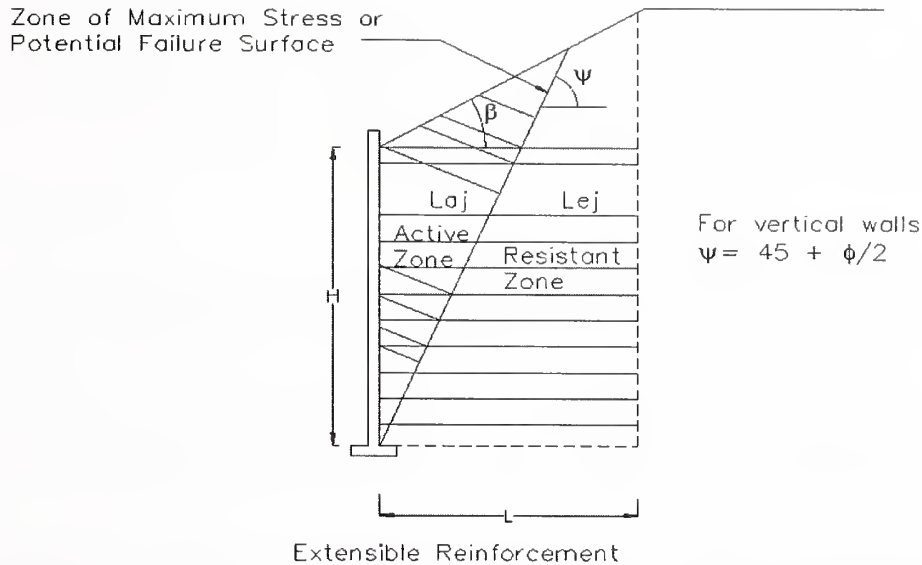 Zone of Maximum Stress or
Potential Failure Surface
ψ
β
Laj
Lej
Active
Zone
Resistant
Zone
For vertical walls
ψ = 45 + ϕ/2
H
L
Extensible Reinforcement